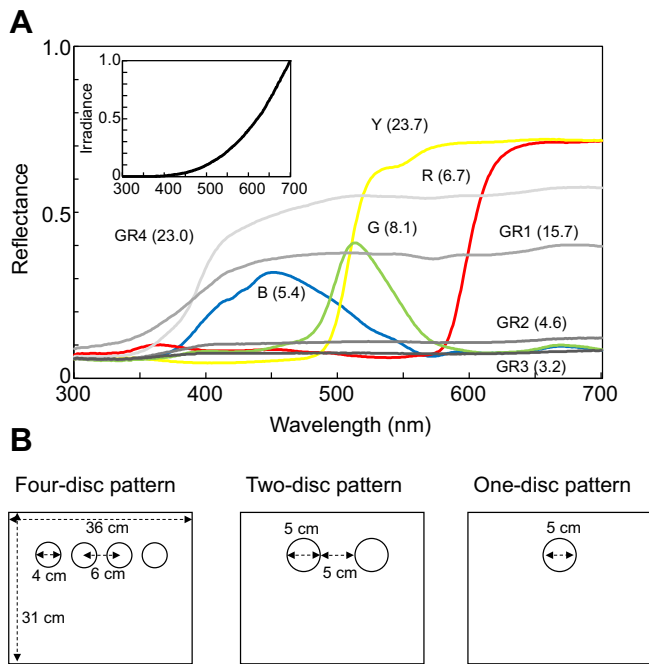 A
1.0
0.5
0
Reflectance
1.0
0.5
0
Irradiance
300 400 500 600 700
Y (23.7)
R (6.7)
GR4 (23.0)
G (8.1)
GR1 (15.7)
B (5.4)
GR2 (4.6)
GR3 (3.2)
300 400 500 600 700
Wavelength (nm)
B
Four-disc pattern Two-disc pattern One-disc pattern
36 cm
4 cm
6 cm
31 cm
5 cm
5 cm
5 cm